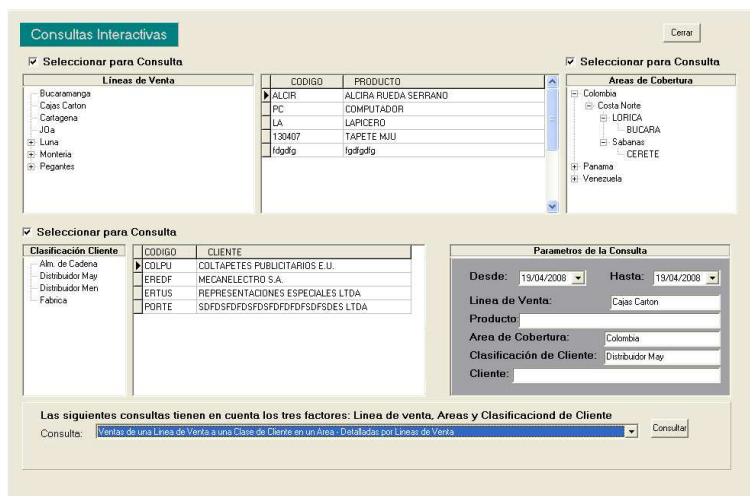 Consultas Interactivas
Cerrar
Seleccionar para Consulta
Seleccionar para Consulta
Líneas de Venta
Bucaramanga
Cajas Carton
Cartagena
JOa
Luna
Monteria
Pegantes
CODIGO PRODUCTO
ALCIR ALCIRA RUEDA SERRANO
PC COMPUTADOR
LA LAPICERO
130407 TAPETE MJU
fdgdfg fgdfgdfg
Areas de Cobertura
Colombia
Costa Norte
LORICA
BUCARA
Sabanas
CERETE
Panama
Venezuela
Seleccionar para Consulta
Clasificación Cliente
Alm. de Cadena
Distribuidor May
Distribuidor Men
Fabrica
CODIGO CLIENTE
COLPU COLTAPETES PUBLICITARIOS E.U.
EREDF MECANELECTRO S.A.
ERTUS REPRESENTACIONES ESPECIALES LTDA
PORTE SDFDSFDFDSFDSFDFDFDFSDFSDES LTDA
Parametros de la Consulta
Desde: 19/04/2008 Hasta: 19/04/2008
Linea de Venta: Cajas Carton
Producto:
Area de Cobertura: Colombia
Clasificación de Cliente: Distribuidor May
Cliente:
Las siguientes consultas tienen en cuenta los tres factores: Linea de venta, Areas y Clasificaciond de Cliente
Consulta: Ventas de una Linea de Venta a una Clase de Cliente en un Area - Detalladas por Lineas de Venta Consultar